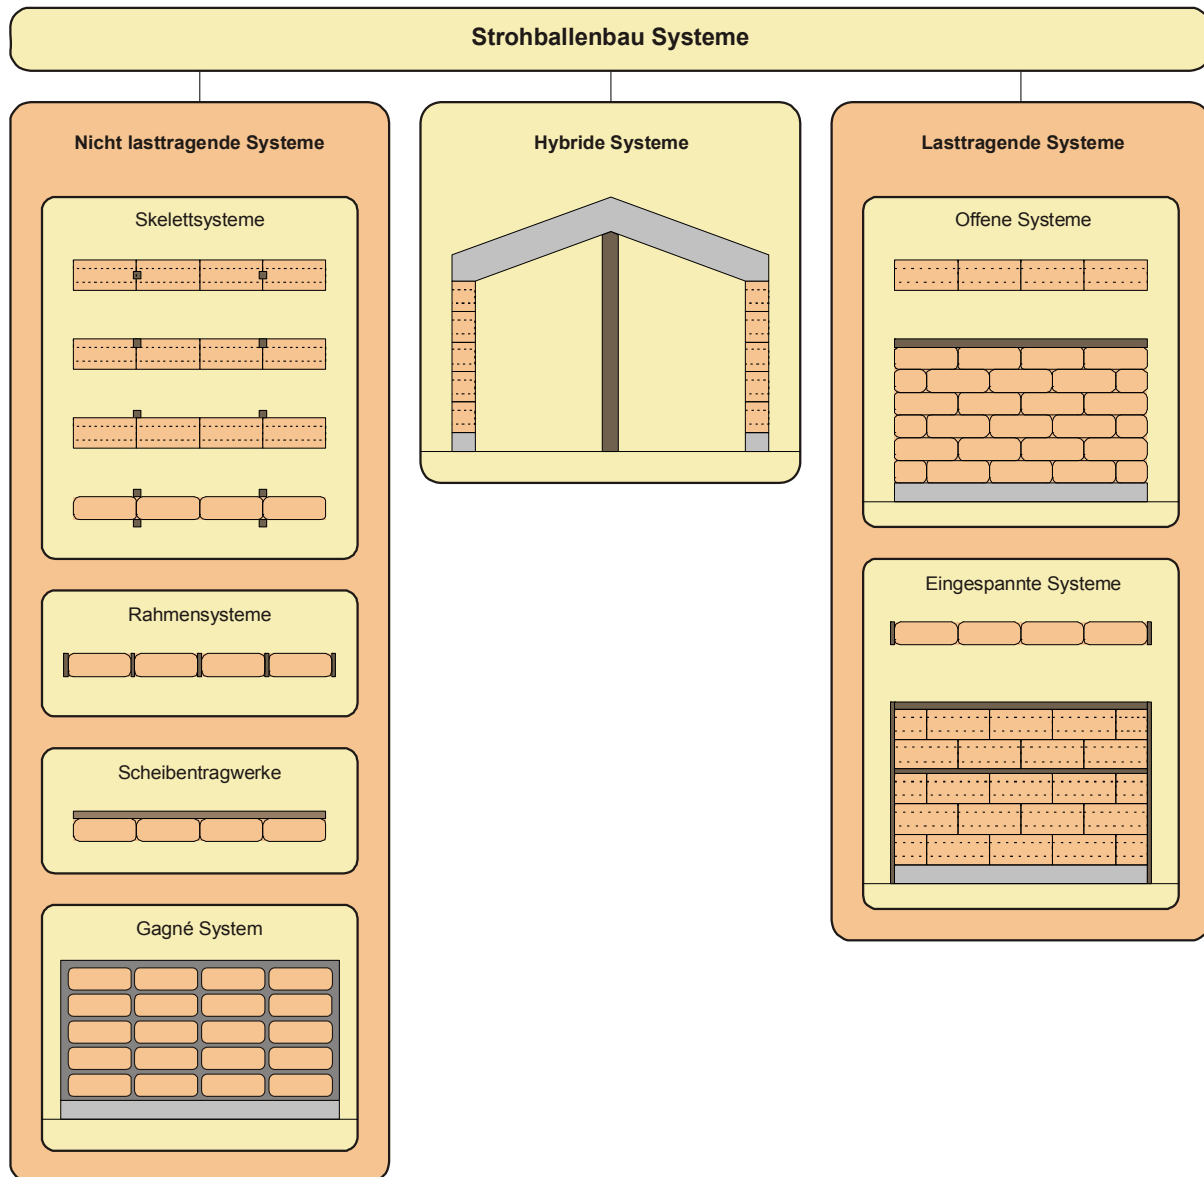 Strohballenbau Systeme
Nicht lasttragende Systeme
Skelettsysteme
Rahmensysteme
Scheibentragwerke
Gagné System
Hybride Systeme
Lasttragende Systeme
Offene Systeme
Eingespannte Systeme